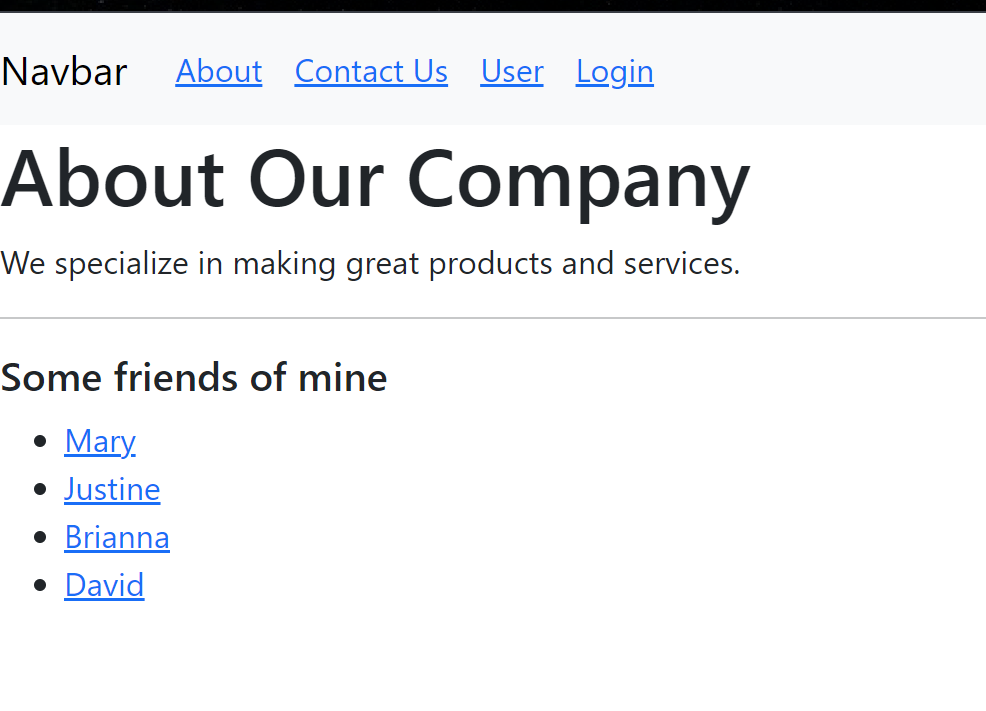 Navbar About Contact Us User Login
About Our Company
We specialize in making great products and services.
Some friends of mine
Mary
Justine
Brianna
David